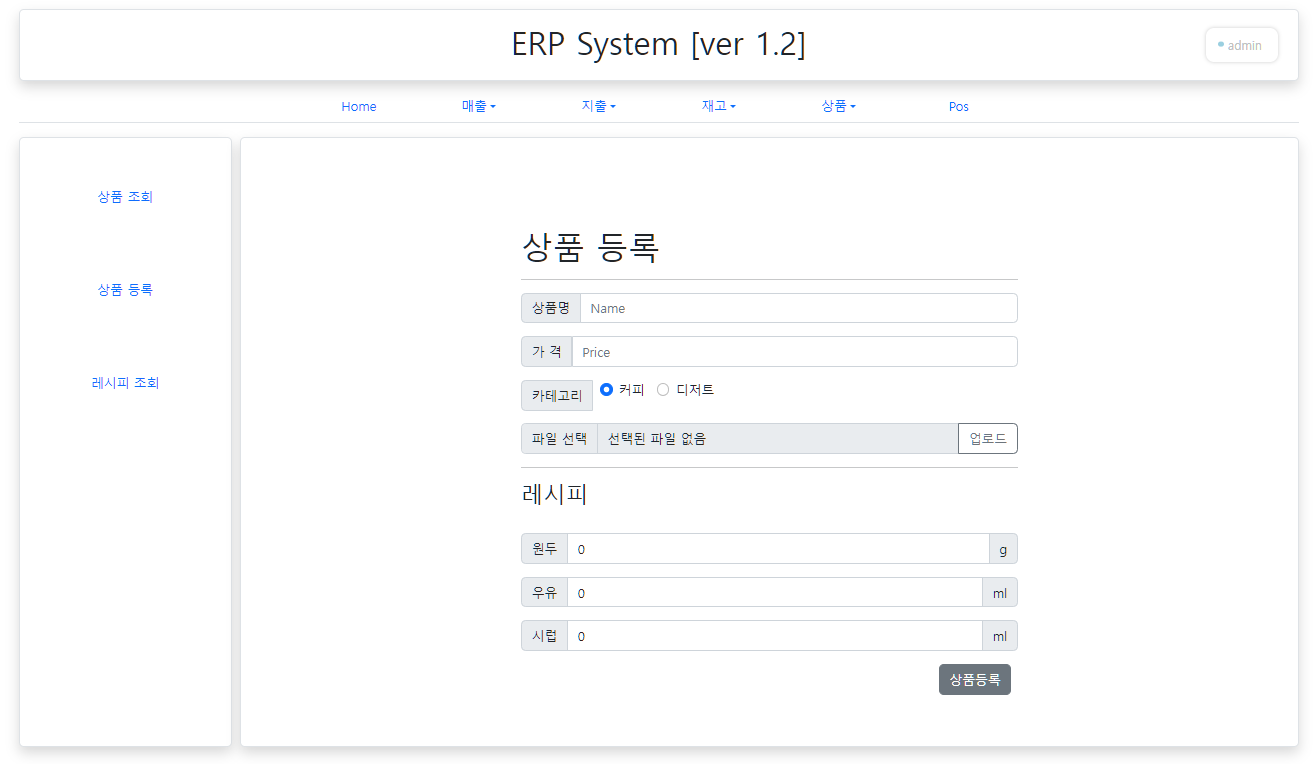 ERP System [ver 1.2]
admin
Home 매출 지출 재고 상품 Pos
상품 조회
상품 등록
레시피 조회
상품 등록
상품명 Name
가 격 Price
카테고리 커피 디저트
파일 선택 선택된 파일 없음 업로드
레시피
원두 0 g
우유 0 ml
시럽 0 ml
상품등록